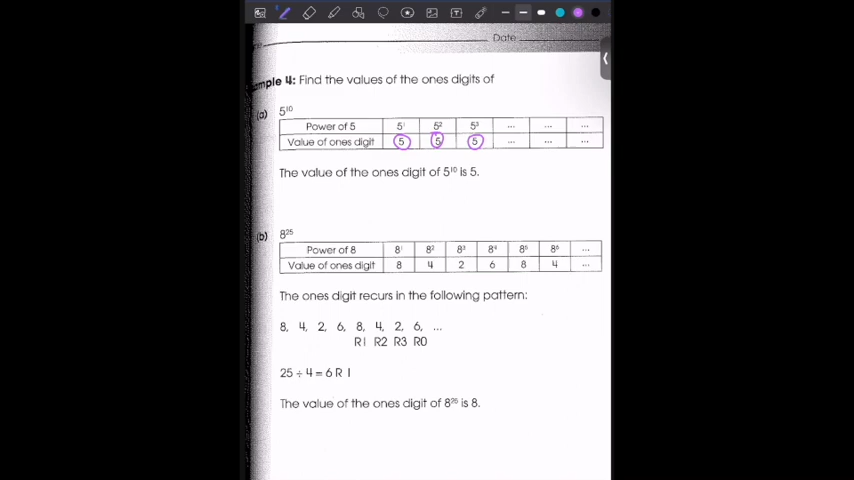 Date
ample 4: Find the values of the ones digits of
(a) 5¹⁰
Power of 5 5¹ 5² 5³ ... ... ...
Value of ones digit 5 5 5 ... ... ...
The value of the ones digit of 5¹⁰ is 5.
(b) 8²⁵
Power of 8 8¹ 8² 8³ 8⁴ 8⁵ 8⁶ ...
Value of ones digit 8 4 2 6 8 4 ...
The ones digit recurs in the following pattern:
8, 4, 2, 6, 8, 4, 2, 6, ...
R1 R2 R3 R0
25 ÷ 4 = 6 R 1
The value of the ones digit of 8²⁵ is 8.